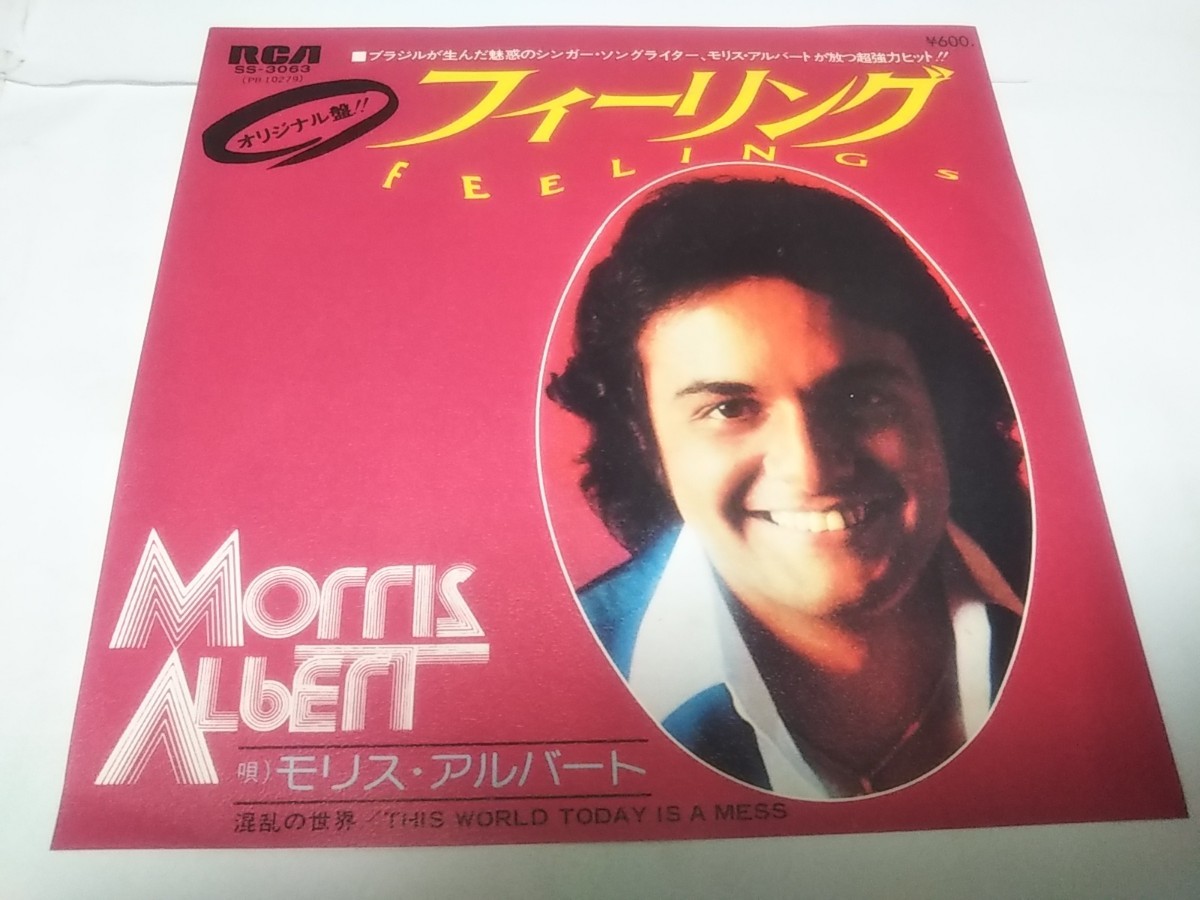 RCA
SS-3063
(PB 10279)
■ブラジルが生んだ魅惑のシンガー・ソングライター、モリス・アルバートが放つ超強力ヒット!!
¥600.
オリジナル盤!!
フィーリング
FEELINGS
MORRIS
ALBERT
唄)モリス・アルバート
混乱の世界/THIS WORLD TODAY IS A MESS